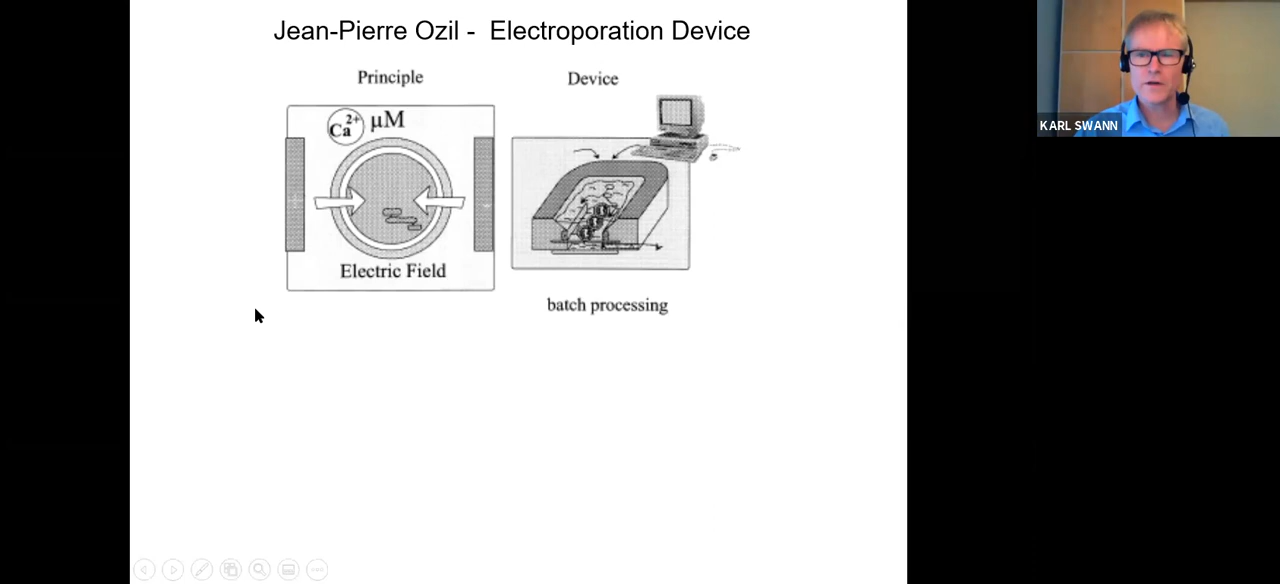 Jean-Pierre Ozil - Electroporation Device
Principle
Device
Ca2+ µM
Electric Field
batch processing
KARL SWANN